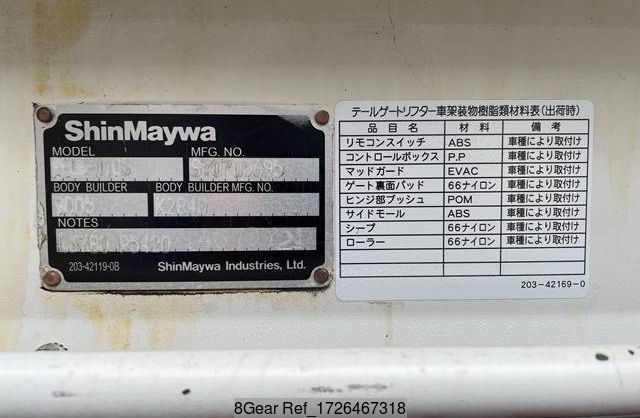 ShinMaywa
MODEL
MFG. NO.
BODY BUILDER
BODY BUILDER MFG. NO.
NOTES
203-42119-0B
ShinMaywa Industries, Ltd.
テールゲートリフター車架装物樹脂類材料表(出荷時)
品目名 材料 備考
リモコンスイッチ ABS 車種により取付け
コントロールボックス P.P 車種により取付け
マッドガード EVAC 車種により取付け
ゲート裏面パッド 66ナイロン 車種により取付け
ヒンジ部ブッシュ POM 車種により取付け
サイドモール ABS 車種により取付け
シーブ 66ナイロン 車種により取付け
ローラー 66ナイロン 車種により取付け
203-42169-0
8Gear Ref_1726467318